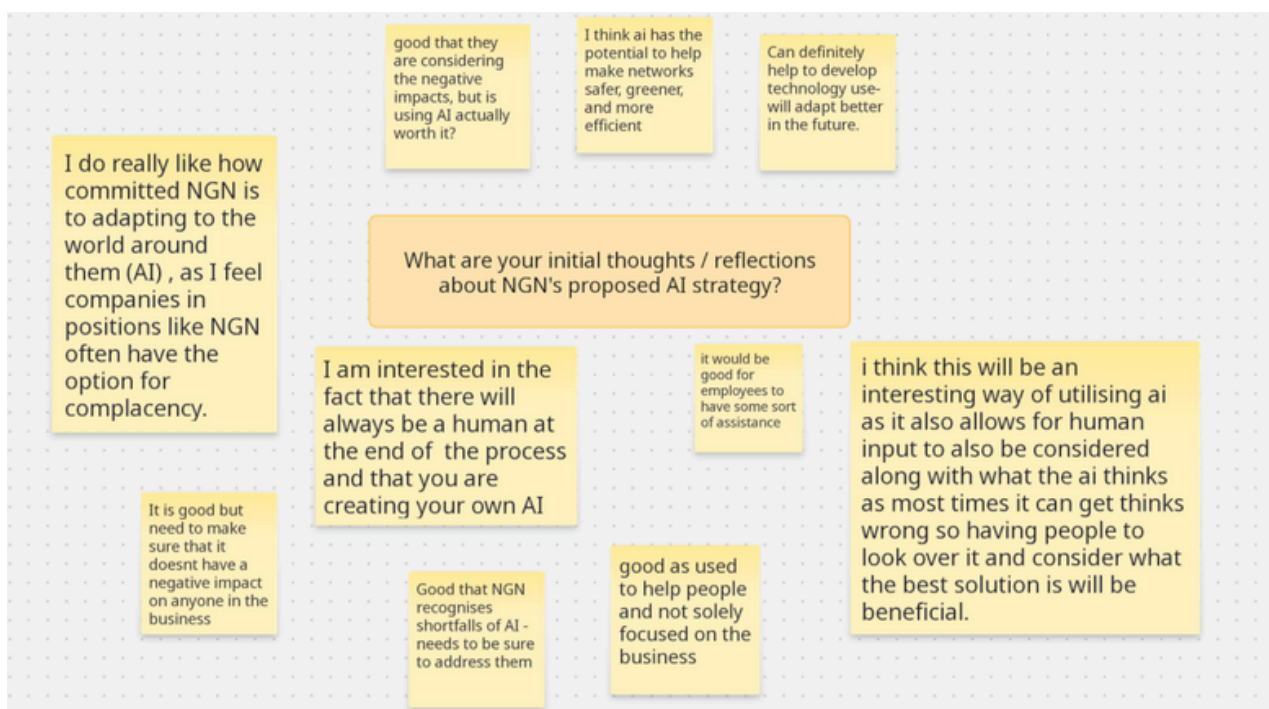 good that they
are considering
the negative
impacts, but is
using AI actually
worth it?
I think ai has the
potential to help
make networks
safer, greener,
and more
efficient
Can definitely
help to develop
technology use-
will adapt better
in the future.
I do really like how
committed NGN is
to adapting to the
world around
them (AI) , as I feel
companies in
positions like NGN
often have the
option for
complacency.
What are your initial thoughts / reflections
about NGN's proposed AI strategy?
I am interested in the
fact that there will
always be a human at
the end of  the process
and that you are
creating your own AI
it would be
good for
employees to
have some sort
of assistance
i think this will be an
interesting way of utilising ai
as it also allows for human
input to also be considered
along with what the ai thinks
as most times it can get thinks
wrong so having people to
look over it and consider what
the best solution is will be
beneficial.
It is good but
need to make
sure that it
doesnt have a
negative impact
on anyone in the
business
Good that NGN
recognises
shortfalls of AI -
needs to be sure
to address them
good as used
to help people
and not solely
focused on the
business